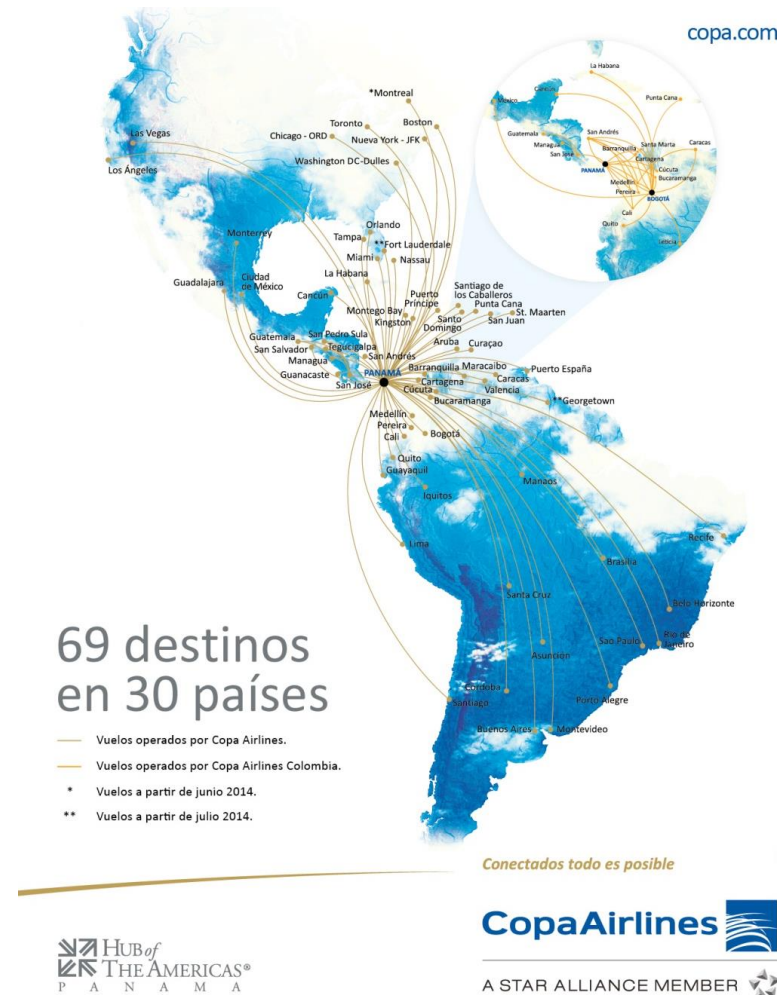 copa.com
La Habana
Cancún
México
Punta Cana
Guatemala
San Andrés
Managua
San José
Barranquilla
Santa Marta
Caracas
Cartagena
PANAMÁ
Cúcuta
Bucaramanga
Medellín
Pereira
BOGOTÁ
Cali
Quito
Leticia
*Montreal
Toronto
Boston
Las Vegas
Chicago - ORD
Nueva York - JFK
Washington DC-Dulles
Los Ángeles
Orlando
Monterrey
Tampa
**Fort Lauderdale
Miami
Nassau
La Habana
Guadalajara
Ciudad
de México
Cancún
Santiago de
los Caballeros
Puerto
Príncipe
Punta Cana
Montego Bay
St. Maarten
Kingston
Santo
Domingo
San Juan
Guatemala
San Pedro Sula
Aruba
Curaçao
San Salvador
Tegucigalpa
San Andrés
Managua
PANAMÁ
Barranquilla
Maracaibo
Puerto España
Guanacaste
San José
Cartagena
Caracas
Cúcuta
Valencia
Bucaramanga
**Georgetown
Medellín
Pereira
Cali
Bogotá
Quito
Guayaquil
Manaos
Iquitos
Recife
Lima
Brasilia
Santa Cruz
Belo Horizonte
Sao Paulo
Rio de
Janeiro
Asunción
Córdoba
Santiago
Porto Alegre
Buenos Aires
Montevideo
69 destinos
en 30 países
Vuelos operados por Copa Airlines.
Vuelos operados por Copa Airlines Colombia.
* Vuelos a partir de junio 2014.
** Vuelos a partir de julio 2014.
Conectados todo es posible
CopaAirlines
HUB of
THE AMERICAS®
PANAMA
A STAR ALLIANCE MEMBER